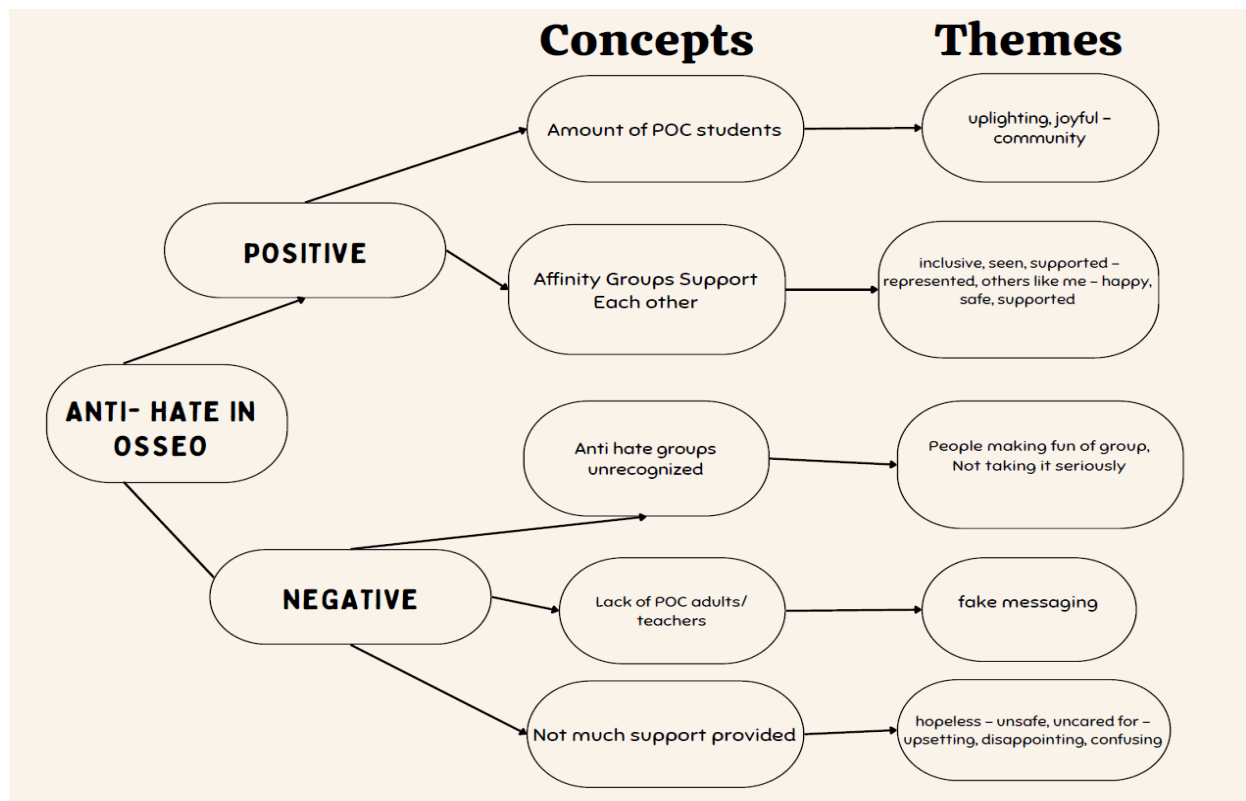 Concepts
Themes
Amount of POC students
uplighting, joyful –
community
POSITIVE
Affinity Groups Support
Each other
inclusive, seen, supported –
represented, others like me – happy,
safe, supported
ANTI- HATE IN
OSSEO
Anti hate groups
unrecognized
People making fun of group,
Not taking it seriously
NEGATIVE
Lack of POC adults/
teachers
fake messaging
Not much support provided
hopeless – unsafe, uncared for –
upsetting, disappointing, confusing